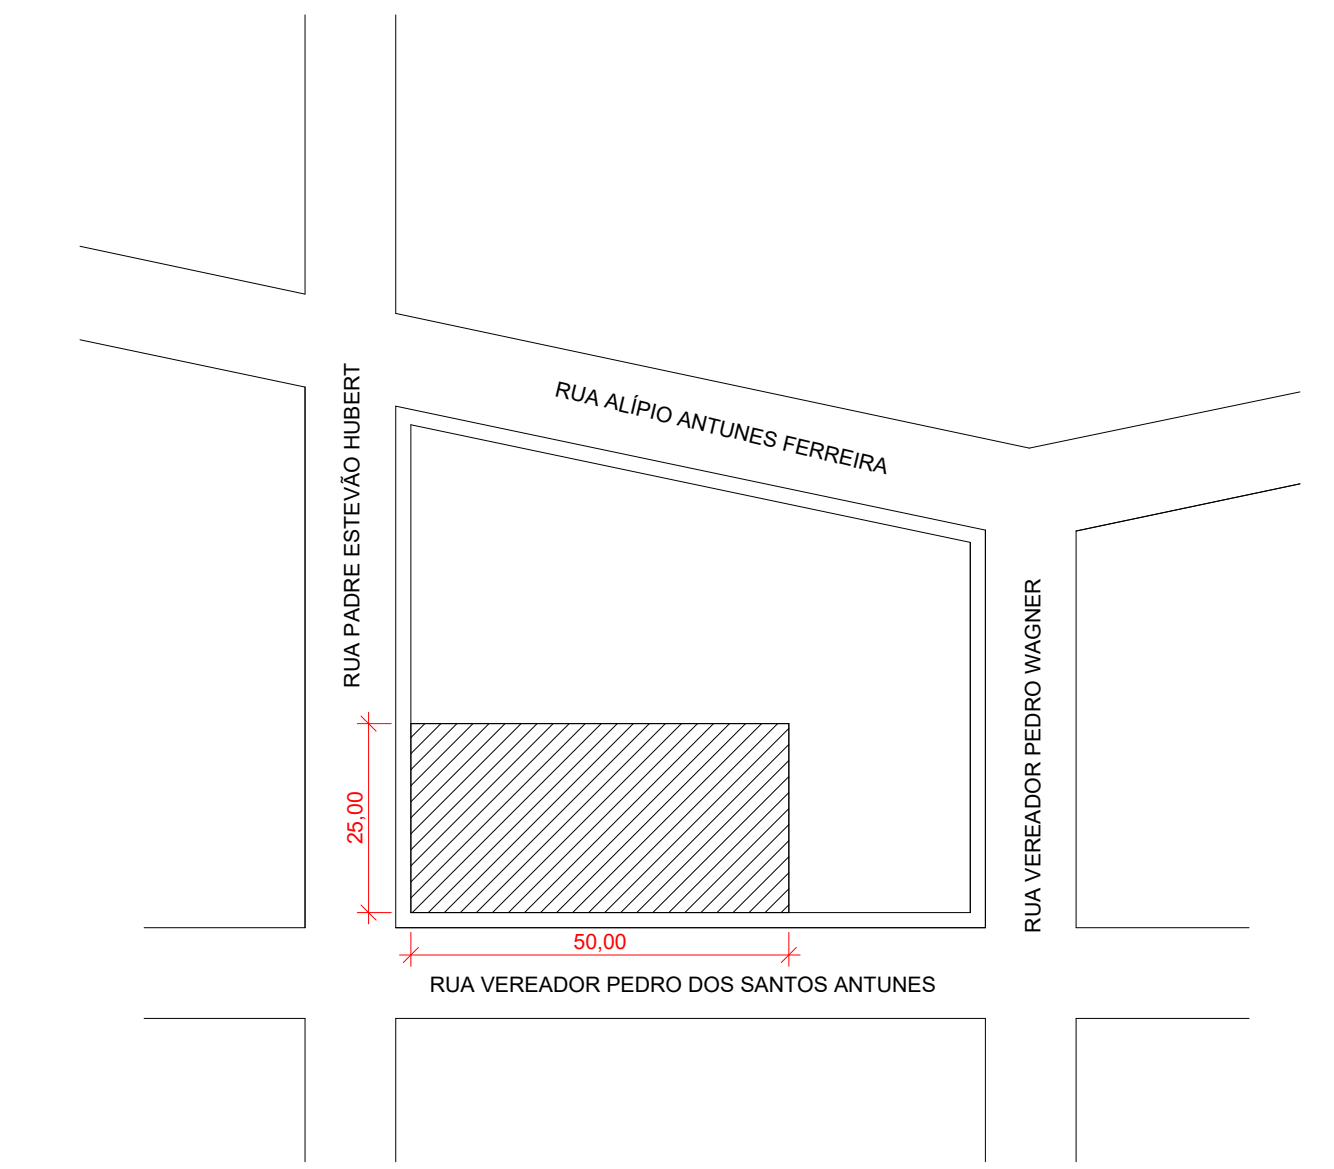 RUA ALÍPIO ANTUNES FERREIRA
RUA PADRE ESTEVÃO HUBERT
RUA VEREADOR PEDRO WAGNER
25,00
50,00
RUA VEREADOR PEDRO DOS SANTOS ANTUNES